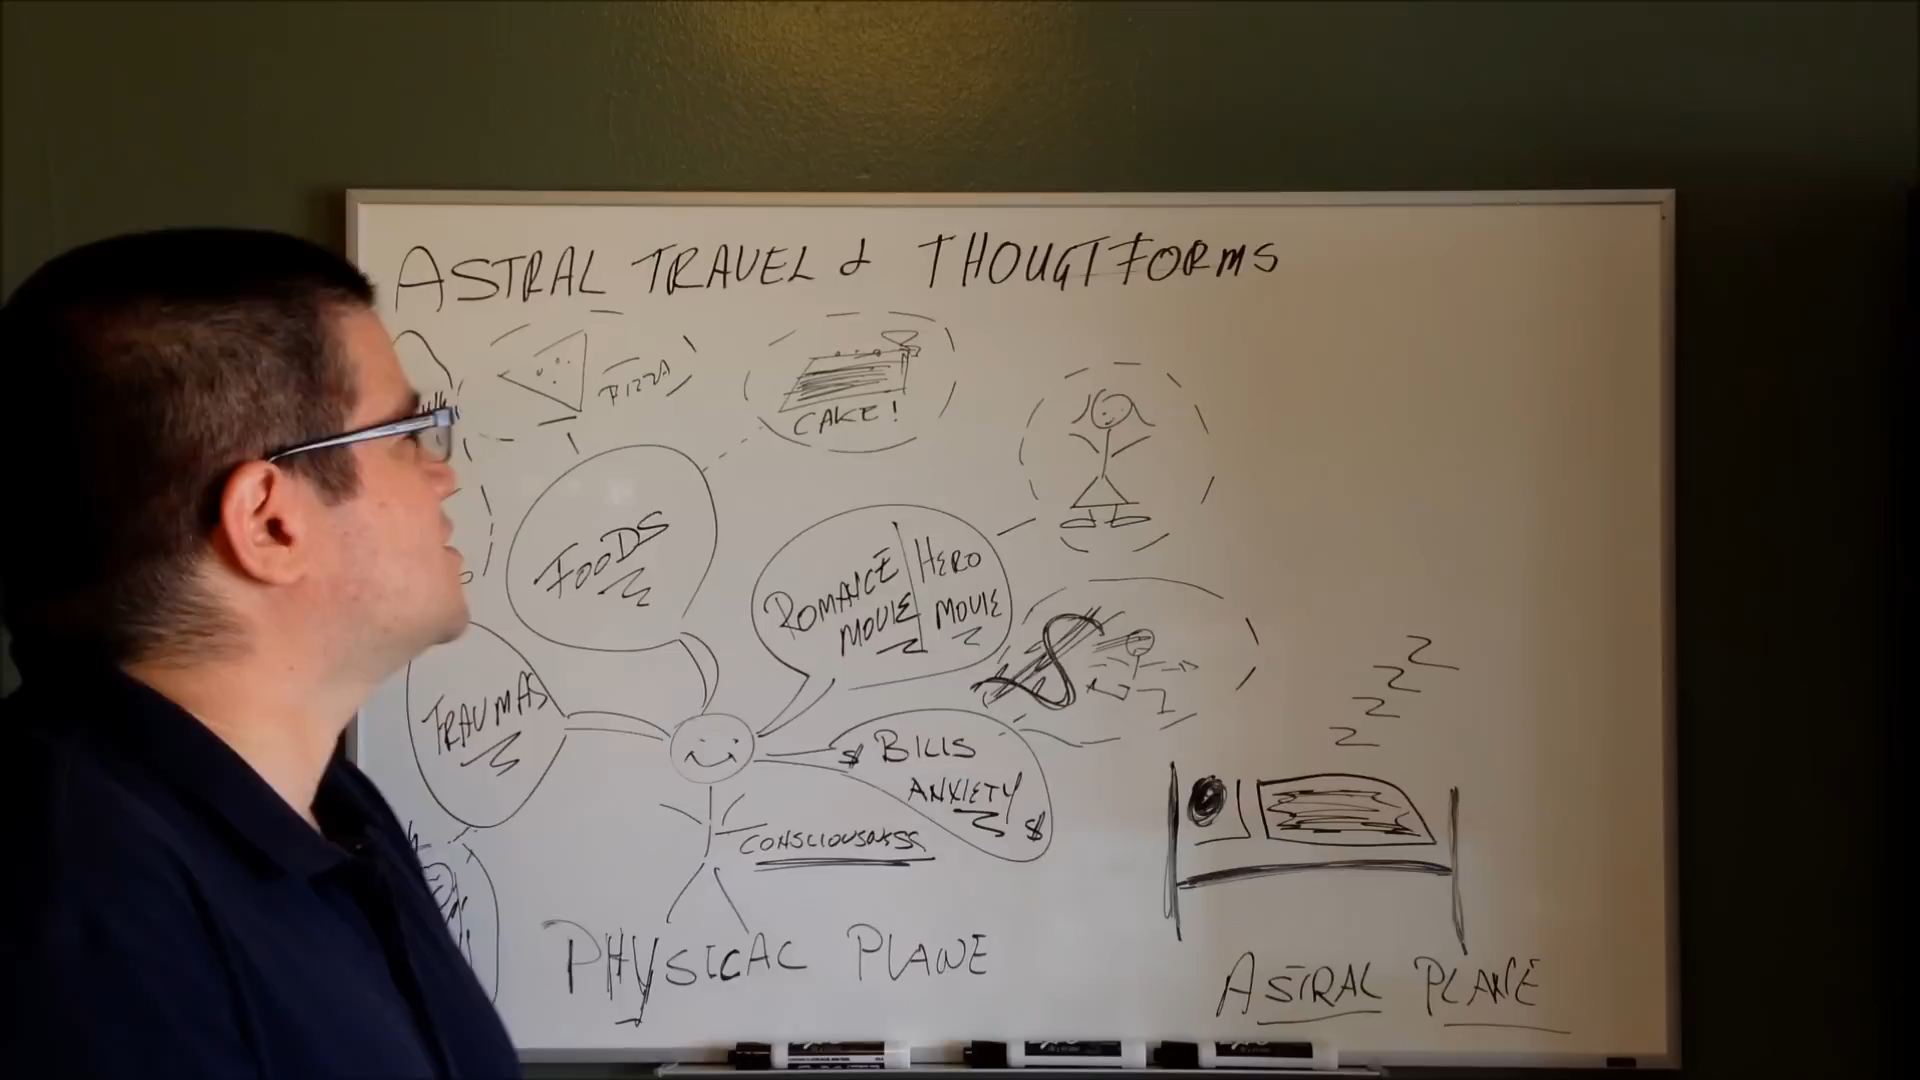 ASTRAL TRAVEL & THOUGTFORMS
PIZZA
CAKE!
FOODS
ROMANCE MOVIE
HERO MOVIE
TRAUMAS
$ BILLS
ANXIETY
$
CONSCIOUSNESS
PHYSICAL PLANE
Z
Z
Z
Z
ASTRAL PLANE